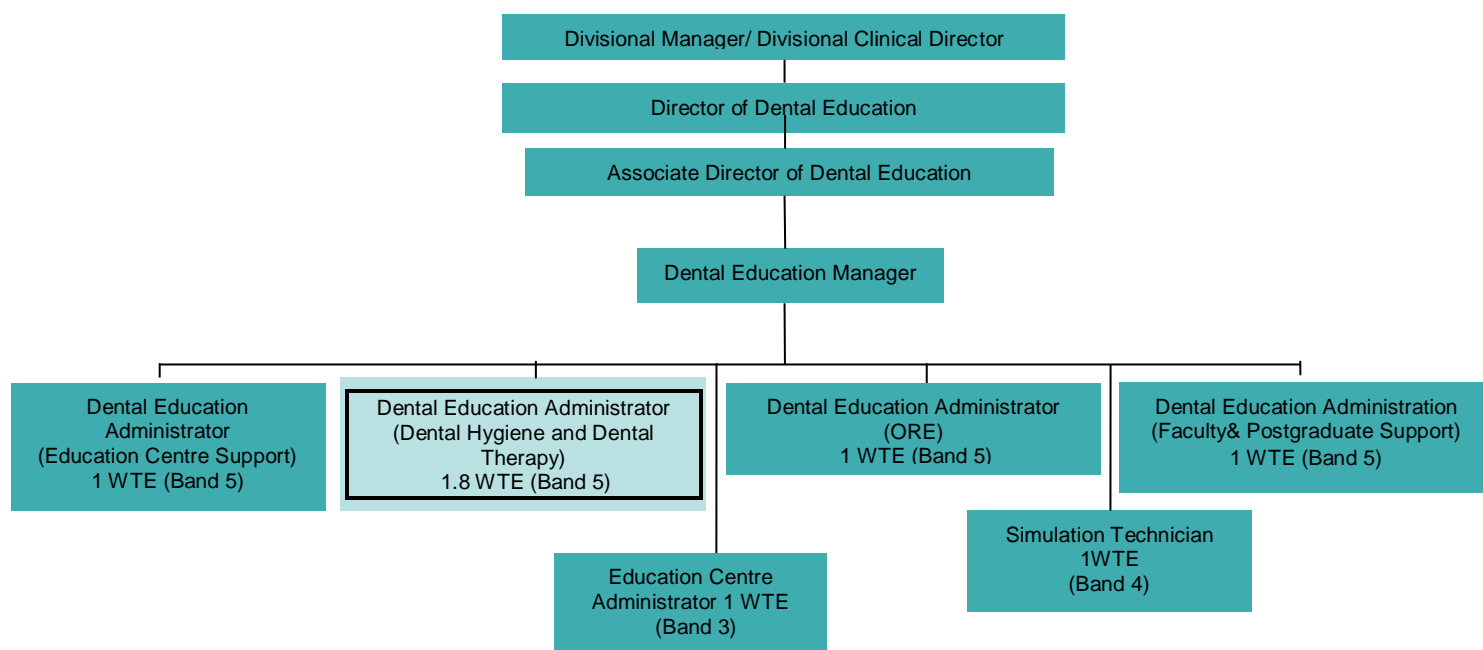 Divisional Manager/ Divisional Clinical Director
Director of Dental Education
Associate Director of Dental Education
Dental Education Manager
Dental Education
Administrator
(Education Centre Support)
1 WTE (Band 5)
Dental Education Administrator
(Dental Hygiene and Dental
Therapy)
1.8 WTE (Band 5)
Dental Education Administrator
(ORE)
1 WTE (Band 5)
Dental Education Administration
(Faculty& Postgraduate Support)
1 WTE (Band 5)
Education Centre
Administrator 1 WTE
(Band 3)
Simulation Technician
1WTE
(Band 4)